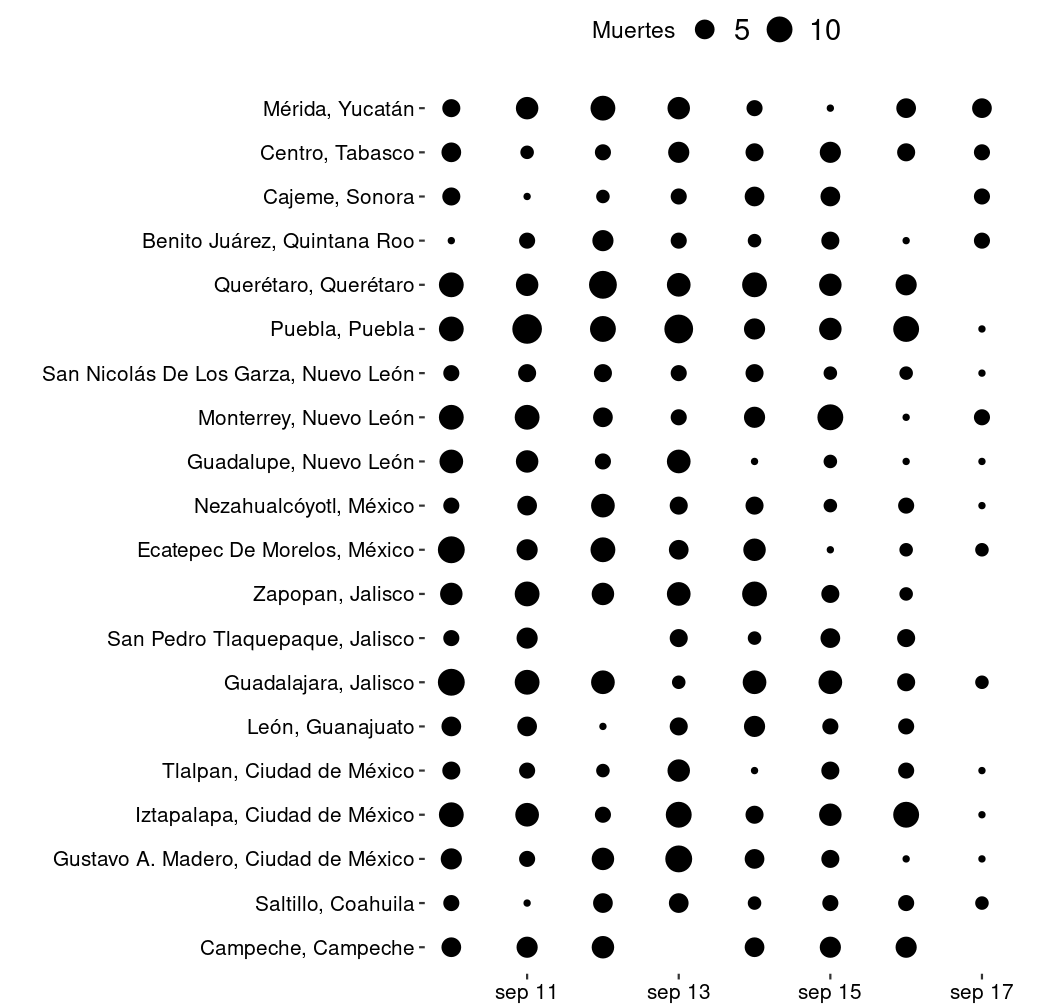 Muertes 5 10
Mérida, Yucatán
Centro, Tabasco
Cajeme, Sonora
Benito Juárez, Quintana Roo
Querétaro, Querétaro
Puebla, Puebla
San Nicolás De Los Garza, Nuevo León
Monterrey, Nuevo León
Guadalupe, Nuevo León
Nezahualcóyotl, México
Ecatepec De Morelos, México
Zapopan, Jalisco
San Pedro Tlaquepaque, Jalisco
Guadalajara, Jalisco
León, Guanajuato
Tlalpan, Ciudad de México
Iztapalapa, Ciudad de México
Gustavo A. Madero, Ciudad de México
Saltillo, Coahuila
Campeche, Campeche
sep 11 sep 13 sep 15 sep 17